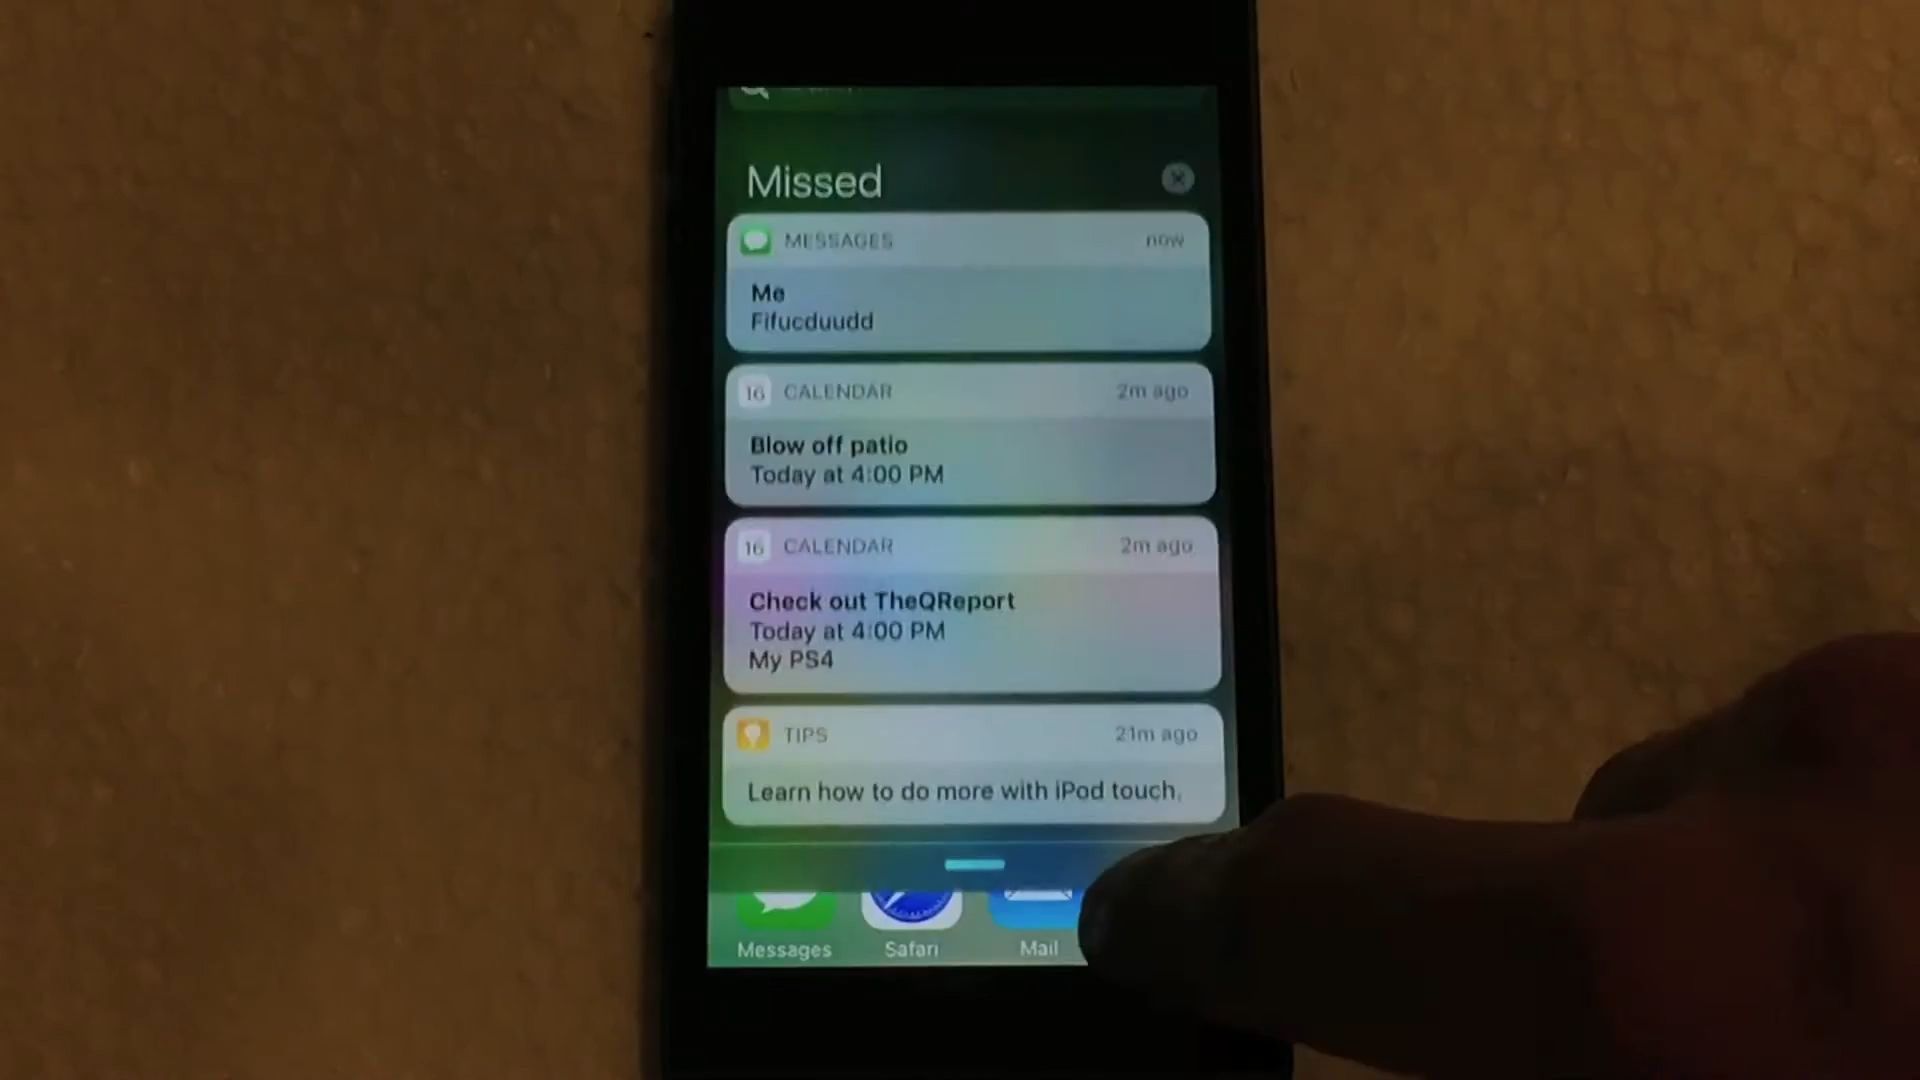 Missed
MESSAGES now
Me
Fifucduudd
16 CALENDAR 2m ago
Blow off patio
Today at 4:00 PM
16 CALENDAR 2m ago
Check out TheQReport
Today at 4:00 PM
My PS4
TIPS 21m ago
Learn how to do more with iPod touch.
Messages Safari Mail